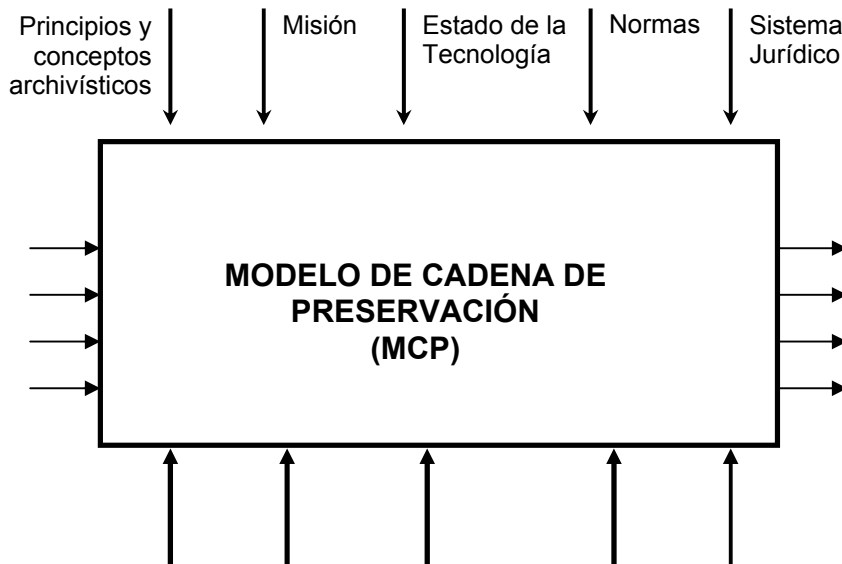 Principios y
conceptos
archivísticos
Misión
Estado de la
Tecnología
Normas
Sistema
Jurídico
MODELO DE CADENA DE
PRESERVACIÓN
(MCP)